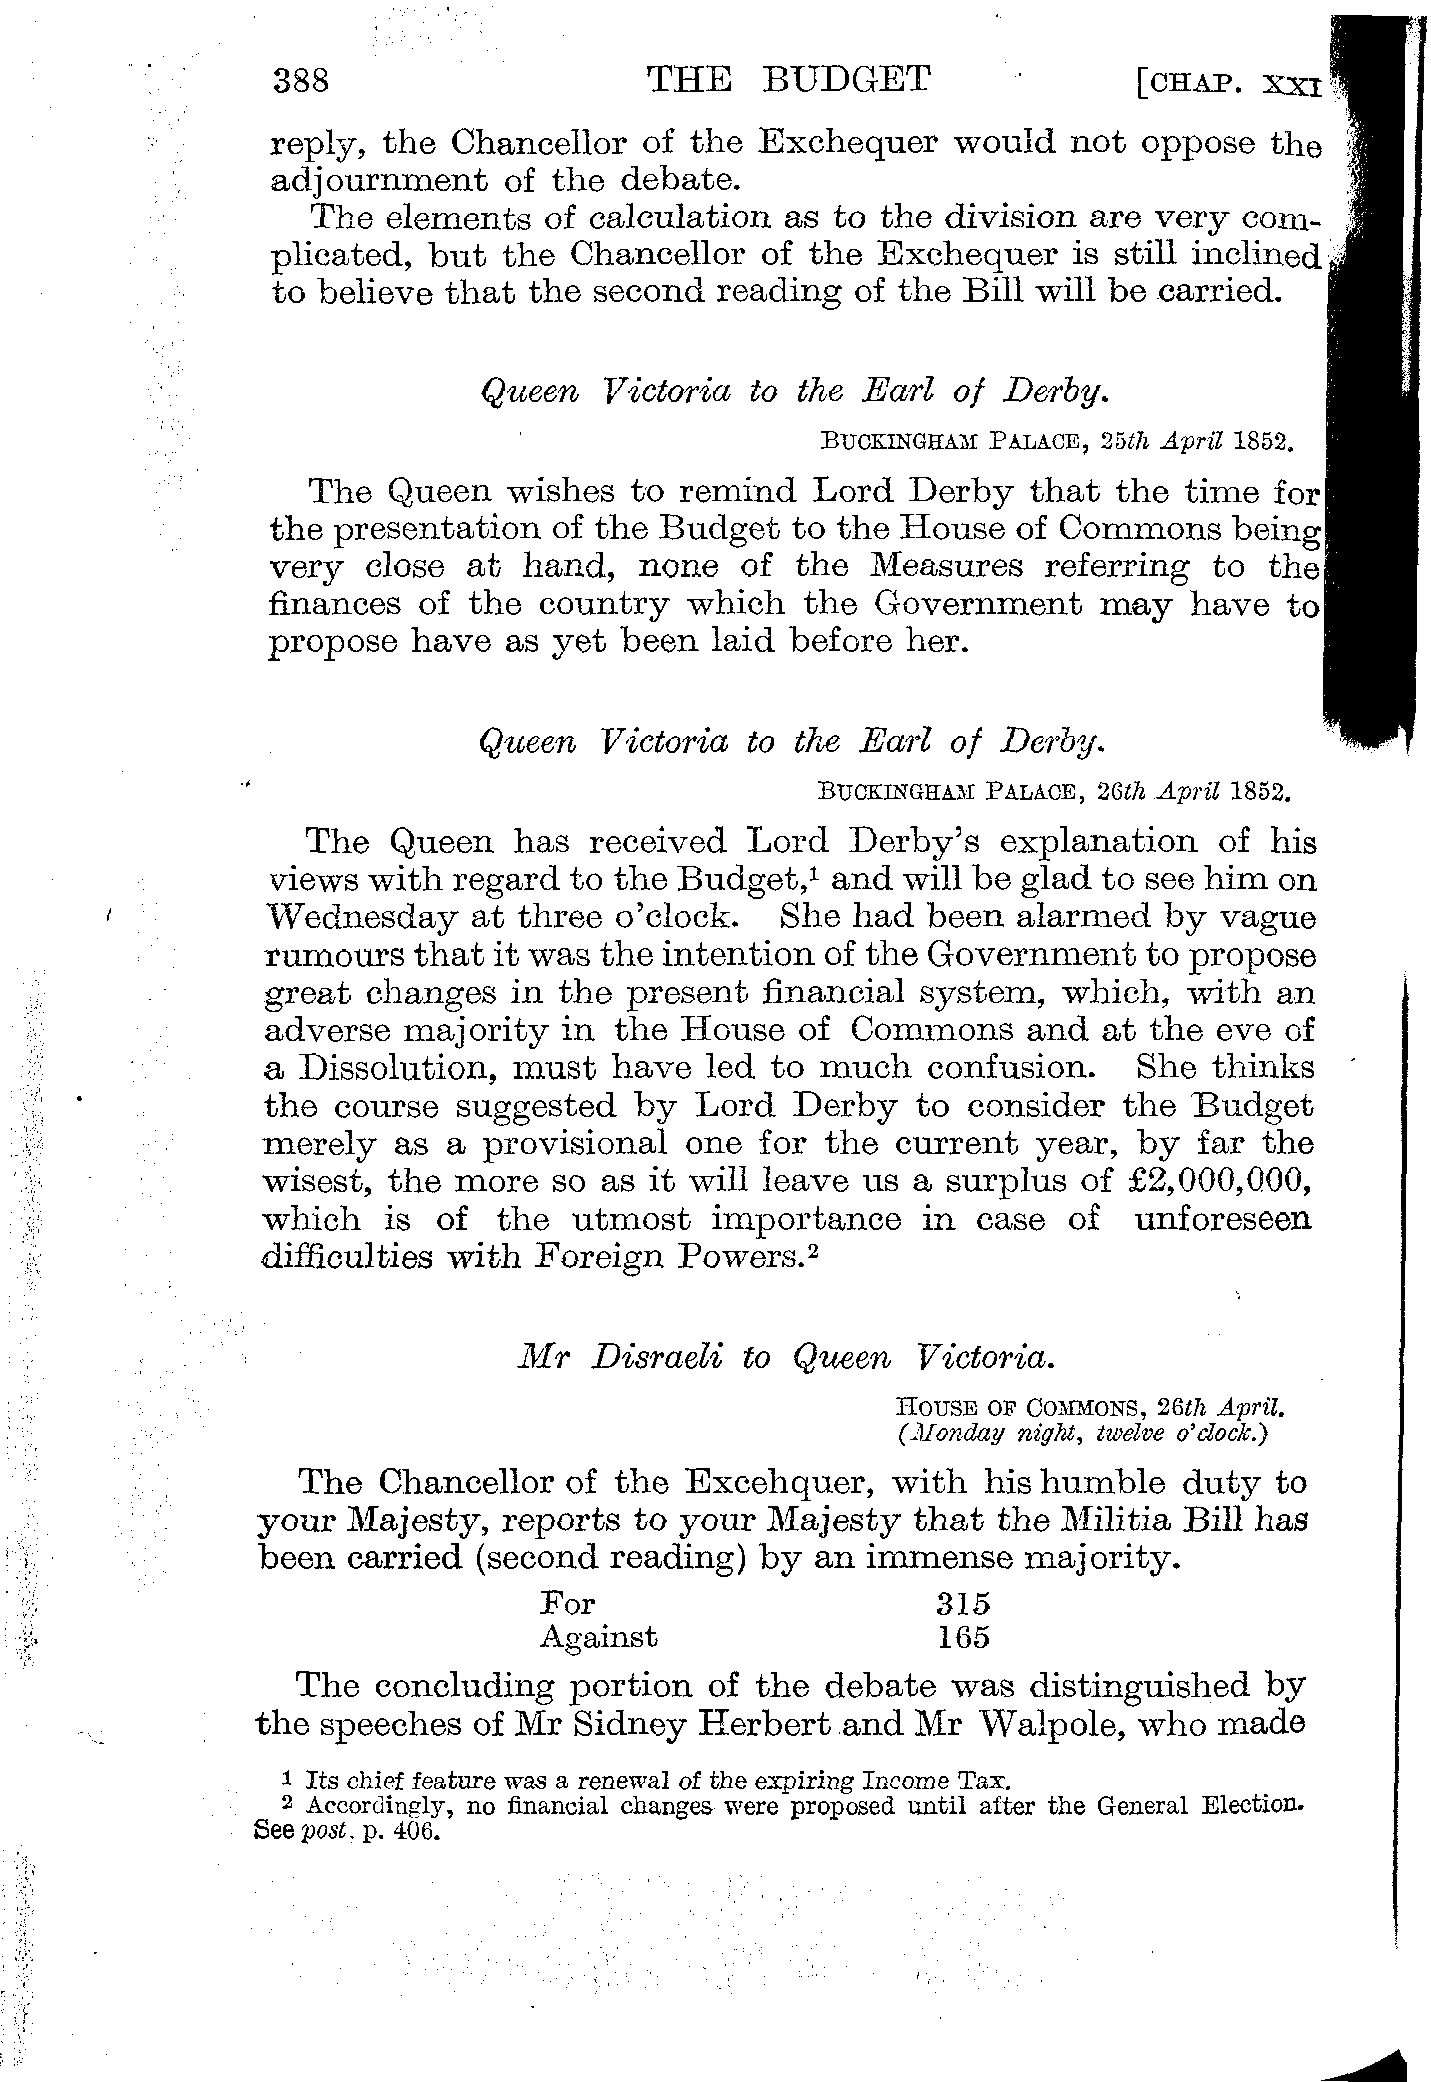 388 THE BUDGET [CHAP. XXI
reply, the Chancellor of the Exchequer would not oppose the
adjournment of the debate.
The elements of calculation as to the division are very com-
plicated, but the Chancellor of the Exchequer is still inclined
to believe that the second reading of the Bill will be carried.
Queen Victoria to the Earl of Derby.
BUCKINGHAM PALACE, 25th April 1852.
The Queen wishes to remind Lord Derby that the time for
the presentation of the Budget to the House of Commons being
very close at hand, none of the Measures referring to the
finances of the country which the Government may have to
propose have as yet been laid before her.
Queen Victoria to the Earl of Derby.
BUCKINGHAM PALACE, 26th April 1852.
The Queen has received Lord Derby's explanation of his
views with regard to the Budget,¹ and will be glad to see him on
Wednesday at three o'clock. She had been alarmed by vague
rumours that it was the intention of the Government to propose
great changes in the present financial system, which, with an
adverse majority in the House of Commons and at the eve of
a Dissolution, must have led to much confusion. She thinks
the course suggested by Lord Derby to consider the Budget
merely as a provisional one for the current year, by far the
wisest, the more so as it will leave us a surplus of £2,000,000,
which is of the utmost importance in case of unforeseen
difficulties with Foreign Powers.²
Mr Disraeli to Queen Victoria.
HOUSE OF COMMONS, 26th April.
(Monday night, twelve o'clock.)
The Chancellor of the Excehquer, with his humble duty to
your Majesty, reports to your Majesty that the Militia Bill has
been carried (second reading) by an immense majority.
For 315
Against 165
The concluding portion of the debate was distinguished by
the speeches of Mr Sidney Herbert and Mr Walpole, who made
1 Its chief feature was a renewal of the expiring Income Tax.
2 Accordingly, no financial changes were proposed until after the General Election.
See post. p. 406.